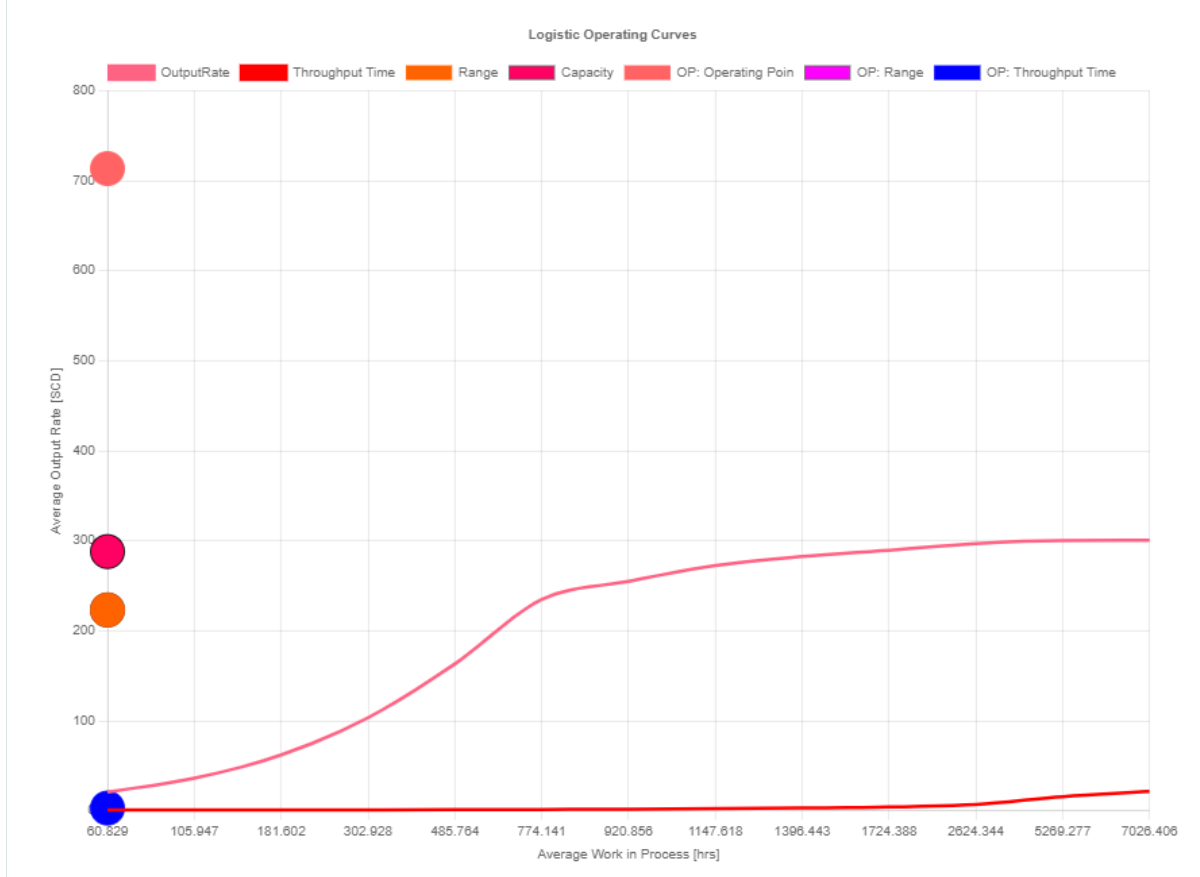 Logistic Operating Curves
OutputRate Throughput Time Range Capacity OP: Operating Poin OP: Range OP: Throughput Time
800
700
600
500
400
300
200
100
Average Output Rate [SCD]
60.829 105.947 181.602 302.928 485.764 774.141 920.856 1147.618 1396.443 1724.388 2624.344 5269.277 7026.406
Average Work in Process [hrs]